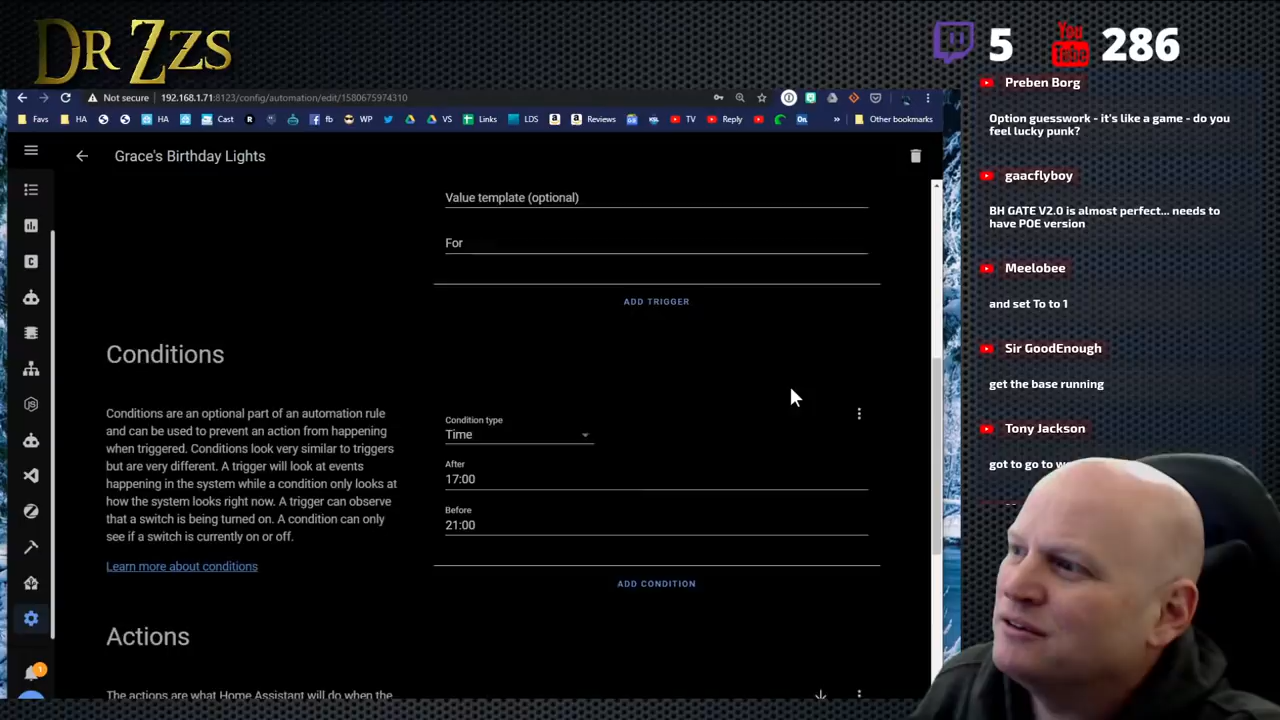 DR ZZS
5
You Tube
286
Not secure
192.168.1.71:8123/config/automation/edit/1580675974310
Favs
HA
HA
Cast
fb
WP
VS
Links
LDS
Reviews
TV
Reply
On
»
Other bookmarks
Grace's Birthday Lights
Value template (optional)
For
ADD TRIGGER
Conditions
Conditions are an optional part of an automation rule
and can be used to prevent an action from happening
when triggered. Conditions look very similar to triggers
but are very different. A trigger will look at events
happening in the system while a condition only looks at
how the system looks right now. A trigger can observe
that a switch is being turned on. A condition can only
see if a switch is currently on or off.
Learn more about conditions
Condition type
Time
After
17:00
Before
21:00
ADD CONDITION
Actions
The actions are what Home Assistant will do when the
1
Preben Borg
Option guesswork - it's like a game - do you
feel lucky punk?
gaacflyboy
BH GATE V2.0 is almost perfect... needs to
have POE version
Meelobee
and set To to 1
Sir GoodEnough
get the base running
Tony Jackson
got to go to